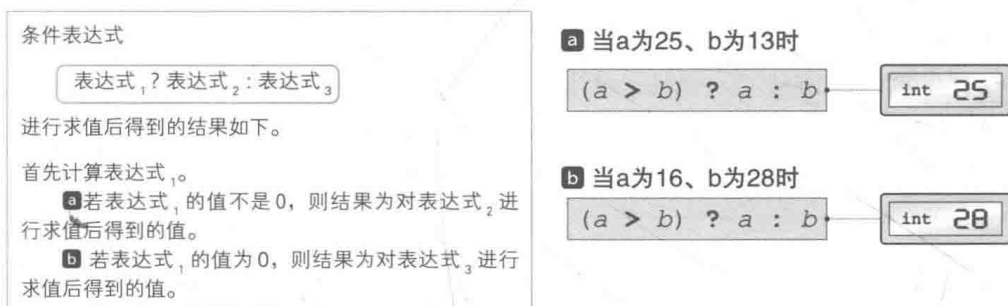 条件表达式
表达式₁? 表达式₂: 表达式₃
进行求值后得到的结果如下。
首先计算表达式₁。
a若表达式₁的值不是0，则结果为对表达式₂进
行求值后得到的值。
b 若表达式₁的值为0，则结果为对表达式₃进行
求值后得到的值。
a 当a为25、b为13时
(a > b) ? a : b
int 25
b 当a为16、b为28时
(a > b) ? a : b
int 28